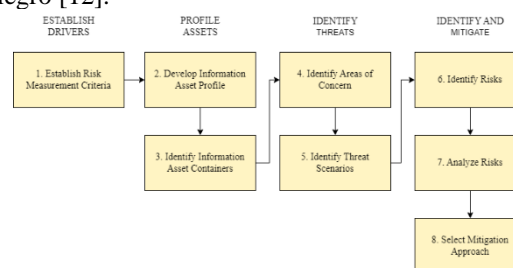 negro [12].
ESTABLISH
DRIVERS
PROFILE
ASSETS
IDENTIFY
THREATS
IDENTIFY AND
MITIGATE
1. Establish Risk
Measurement Criteria
2. Develop Information
Asset Profile
4. Identify Areas of
Concern
6. Identify Risks
3. Identify Information
Asset Containers
5. Identify Threat
Scenarios
7. Analyze Risks
8. Select Mitigation
Approach